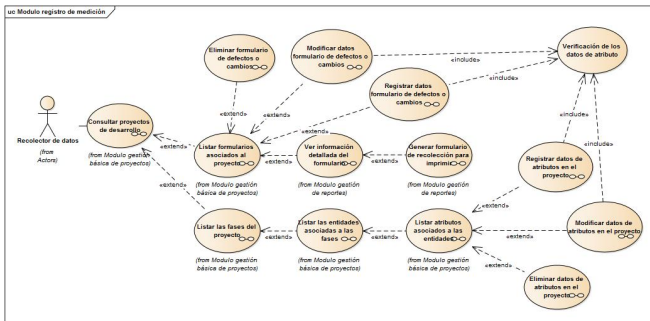 uc Modulo registro de medición
Eliminar formulario
de defectos o
cambios
Modificar datos
formulario de defectos o
cambios
Verificación de los
datos de atributo
«include»
Registrar datos
formulario de defectos o
cambios
«include»
«extend»
«extend»
«extend»
«include»
«include»
Recolector de datos
(from
Actors)
Consultar proyectos
de desarrollo
(from Modulo gestión
básica de proyectos)
«extend»
Listar formularios
asociados al
proyecto
(from Modulo gestión
básica de proyectos)
«extend»
Ver información
detallada del
formulario
(from Modulo gestión
de reportes)
«extend»
Generar formulario
de recolección para
imprimir
(from Modulo gestión
de reportes)
Registrar datos de
atributos en el
proyecto
«extend»
«extend»
Listar las fases del
proyecto
(from Modulo gestión
básica de proyectos)
«extend»
Listar las entidades
asociadas a las
fases
(from Modulo gestión
básica de proyectos)
«extend»
Listar atributos
asociados a las
entidades
(from Modulo gestión
básica de proyectos)
«extend»
Modificar datos de
atributos en el proyecto
«extend»
Eliminar datos de
atributos en el
proyecto